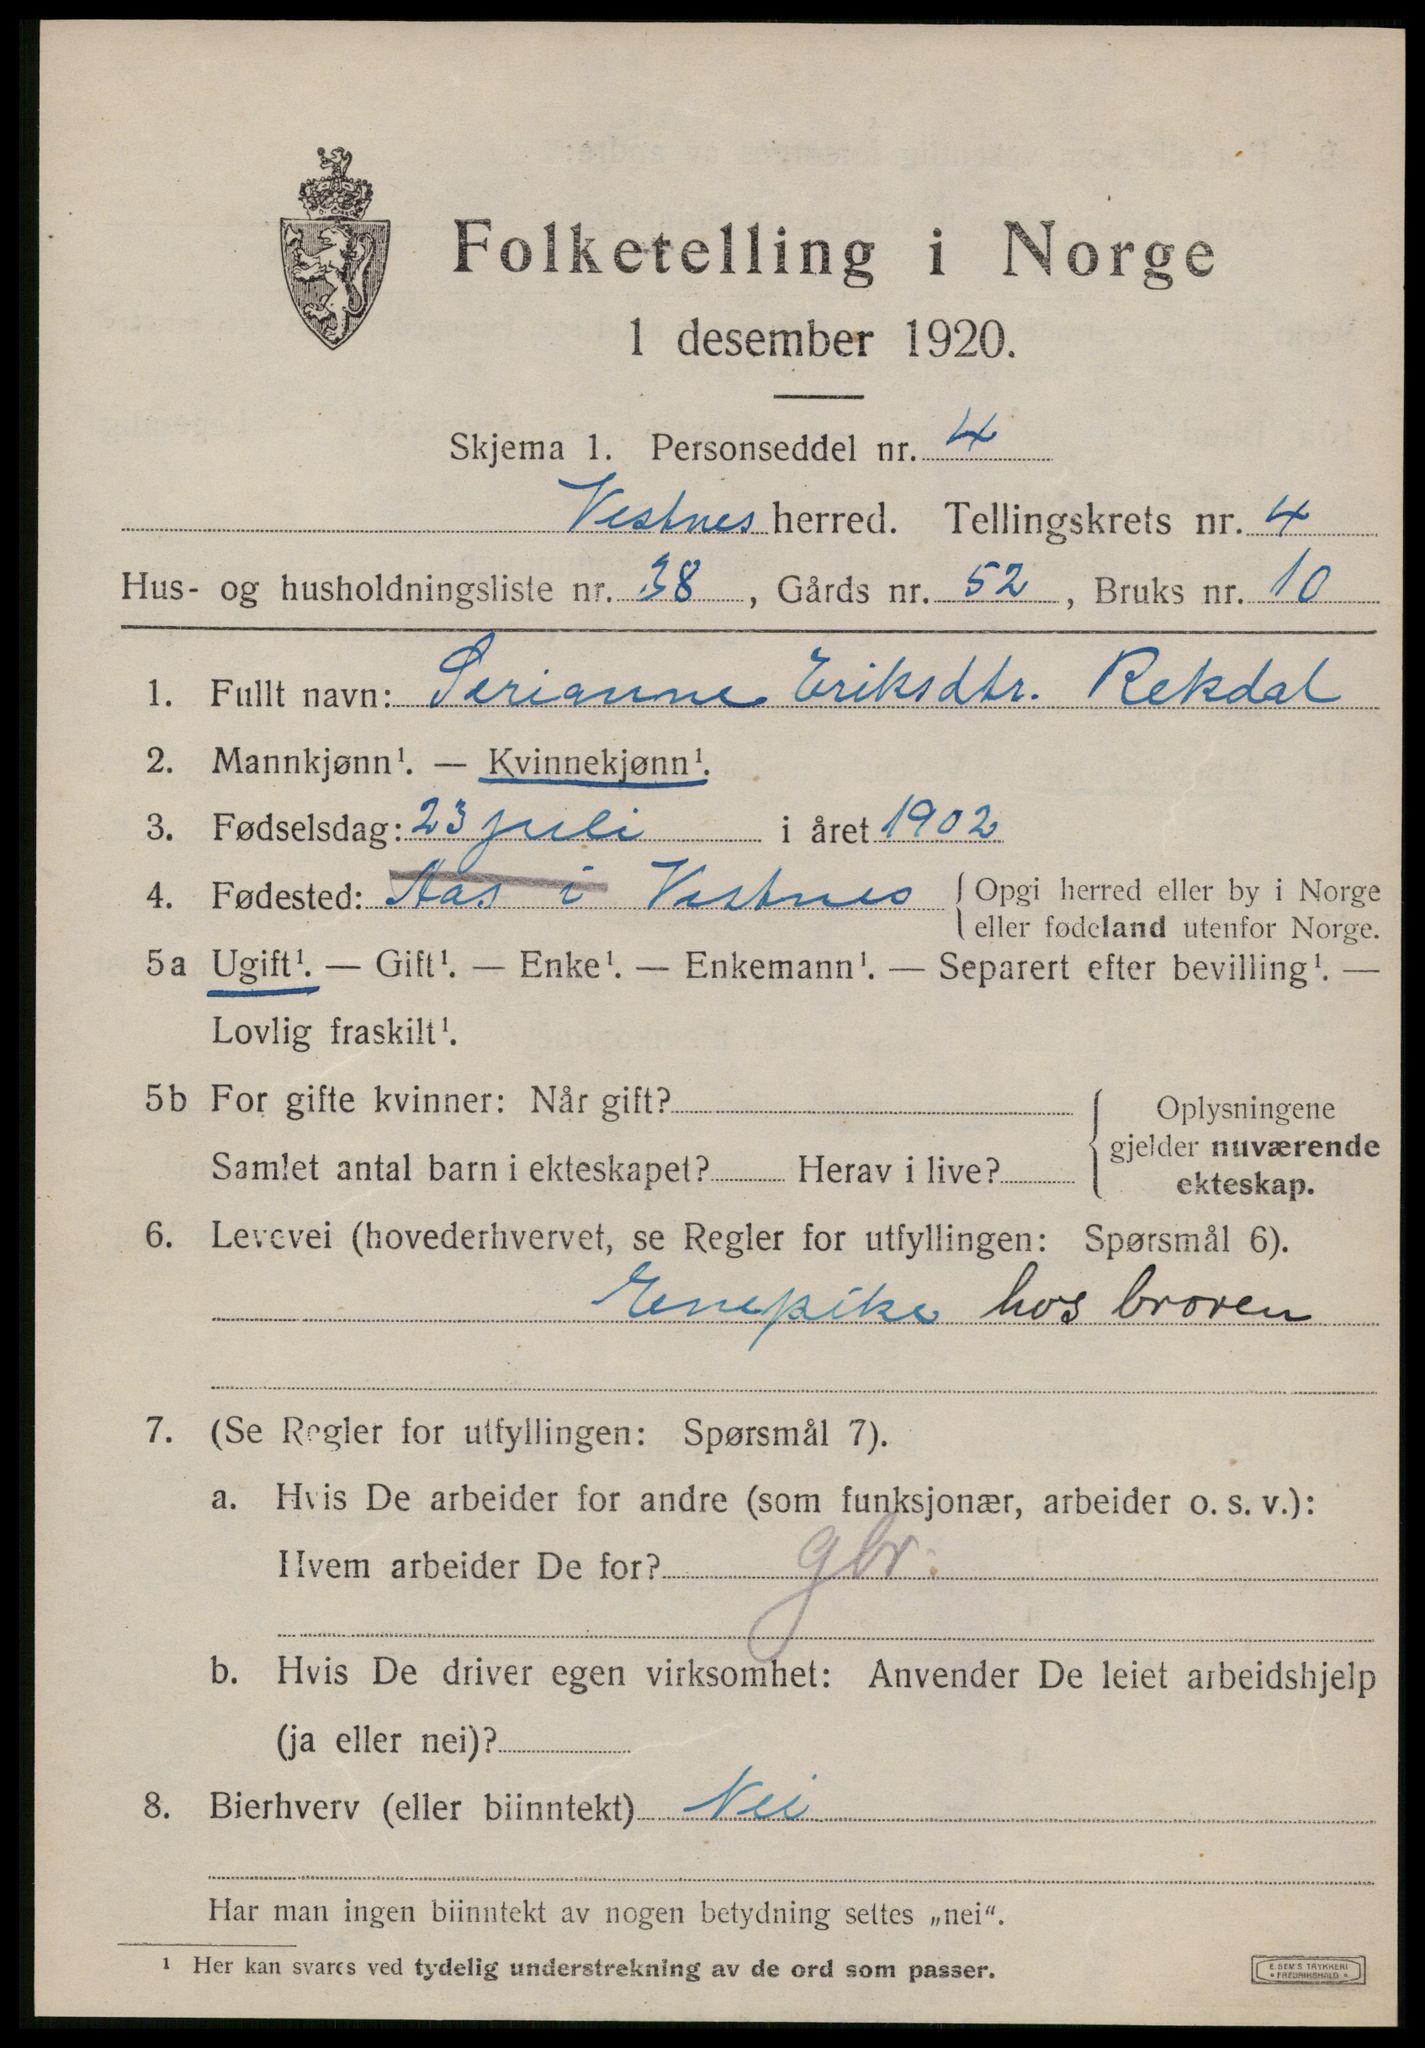 Folketelling i Norge
1 desember 1920.
Skjema 1. Personseddel nr. 4
Vestnes herred. Tellingskrets nr. 4
Hus- og husholdningsliste nr. 38, Gårds nr. 52, Bruks nr. 10
1. Fullt navn: Serianne Eriksdtr. Rekdal
2. Mannkjønn¹. — Kvinnekjønn¹.
3. Fødselsdag: 23 juli i året 1902
4. Fødested: Aas i Vestnes { Opgi herred eller by i Norge
eller fødeland utenfor Norge.
5a Ugift¹. — Gift¹. — Enke¹. — Enkemann¹. — Separert efter bevilling¹. —
Lovlig fraskilt¹.
5b For gifte kvinner: Når gift?
Samlet antal barn i ekteskapet? Herav i live?
Oplysningene
gjelder nuværende
ekteskap.
6. Levevei (hovederhvervet, se Regler for utfyllingen: Spørsmål 6).
hos broren
7. (Se Regler for utfyllingen: Spørsmål 7).
a. Hvis De arbeider for andre (som funksjonær, arbeider o. s. v.):
Hvem arbeider De for? gbr.
b. Hvis De driver egen virksomhet: Anvender De leiet arbeidshjelp
(ja eller nei)?
8. Bierhverv (eller biinntekt) Nei
Har man ingen biinntekt av nogen betydning settes „nei“.
¹ Her kan svares ved tydelig understrekning av de ord som passer.
E. SEM'S TRYKKERI
• FREDRIKSHALD •